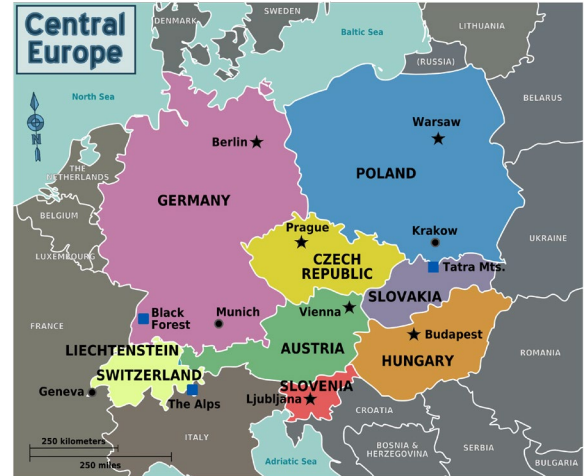 Central
Europe
DENMARK
SWEDEN
LITHUANIA
Baltic Sea
(RUSSIA)
North Sea
BELARUS
N
Berlin
Warsaw
THE
NETHERLANDS
POLAND
GERMANY
BELGIUM
Prague
Krakow
UKRAINE
LUXEMBOURG
CZECH
REPUBLIC
Tatra Mts.
SLOVAKIA
Black
Forest
Munich
Vienna
FRANCE
Budapest
LIECHTENSTEIN
AUSTRIA
ROMANIA
HUNGARY
SWITZERLAND
SLOVENIA
Geneva
The Alps
Ljubljana
CROATIA
ITALY
250 kilometers
250 miles
BOSNIA &
HERZEGOVINA
SERBIA
Adriatic Sea
BULGARIA